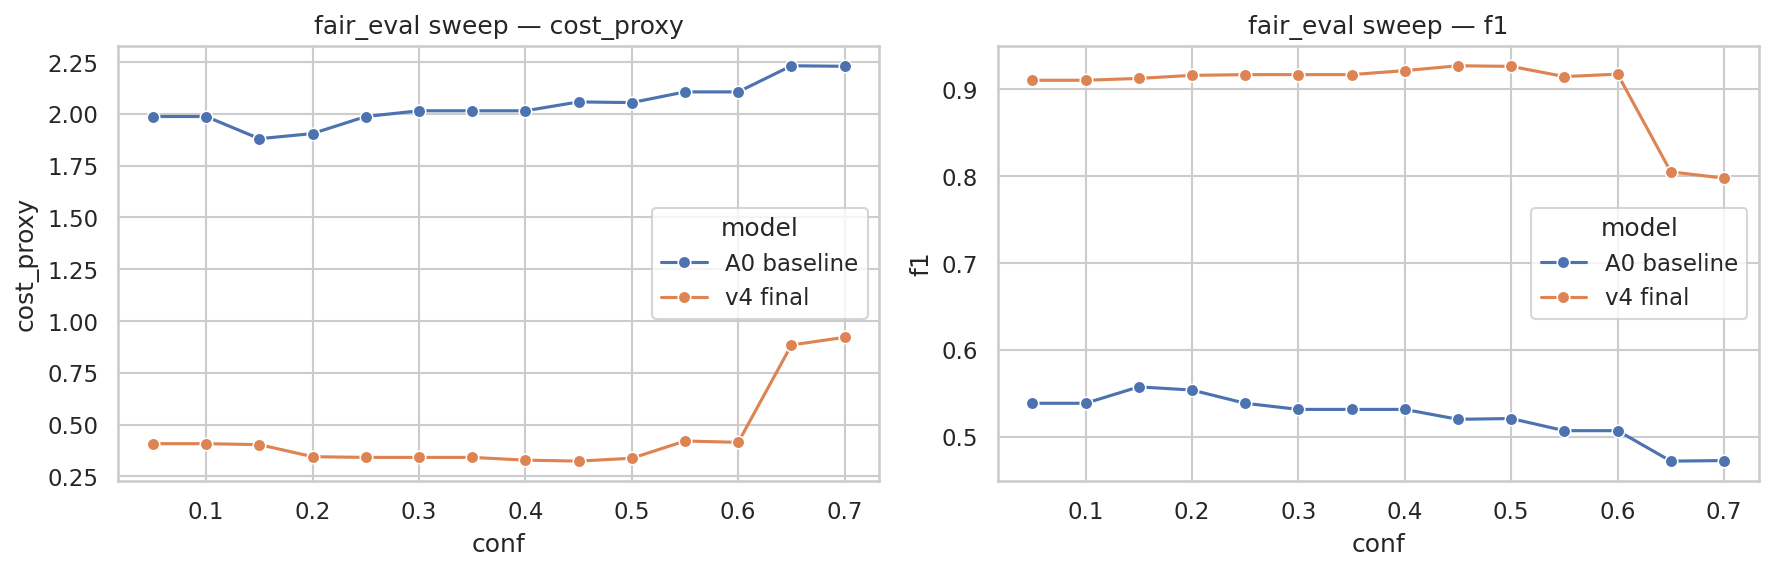 fair_eval sweep — cost_proxy
2.25
2.00
1.75
1.50
1.25
1.00
0.75
0.50
0.25
cost_proxy
model
A0 baseline
v4 final
0.1 0.2 0.3 0.4 0.5 0.6 0.7
conf
fair_eval sweep — f1
0.9
0.8
0.7
0.6
0.5
f1
model
A0 baseline
v4 final
0.1 0.2 0.3 0.4 0.5 0.6 0.7
conf